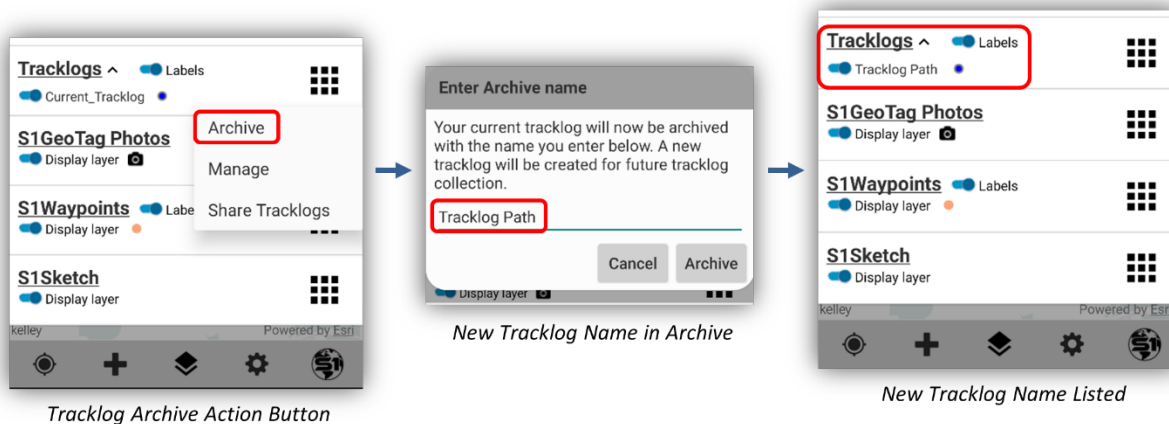 Tracklogs Labels
Current_Tracklog
S1GeoTag Photos
Display layer
S1Waypoints Labe
Display layer
S1Sketch
Display layer
Archive
Manage
Share Tracklogs
kelley Powered by Esri
S1
Tracklog Archive Action Button
Enter Archive name
Your current tracklog will now be archived
with the name you enter below. A new
tracklog will be created for future tracklog
collection.
Tracklog Path
Cancel Archive
Display layer
New Tracklog Name in Archive
Tracklogs Labels
Tracklog Path
S1GeoTag Photos
Display layer
S1Waypoints Labels
Display layer
S1Sketch
Display layer
kelley Powered by Esr
S1
New Tracklog Name Listed